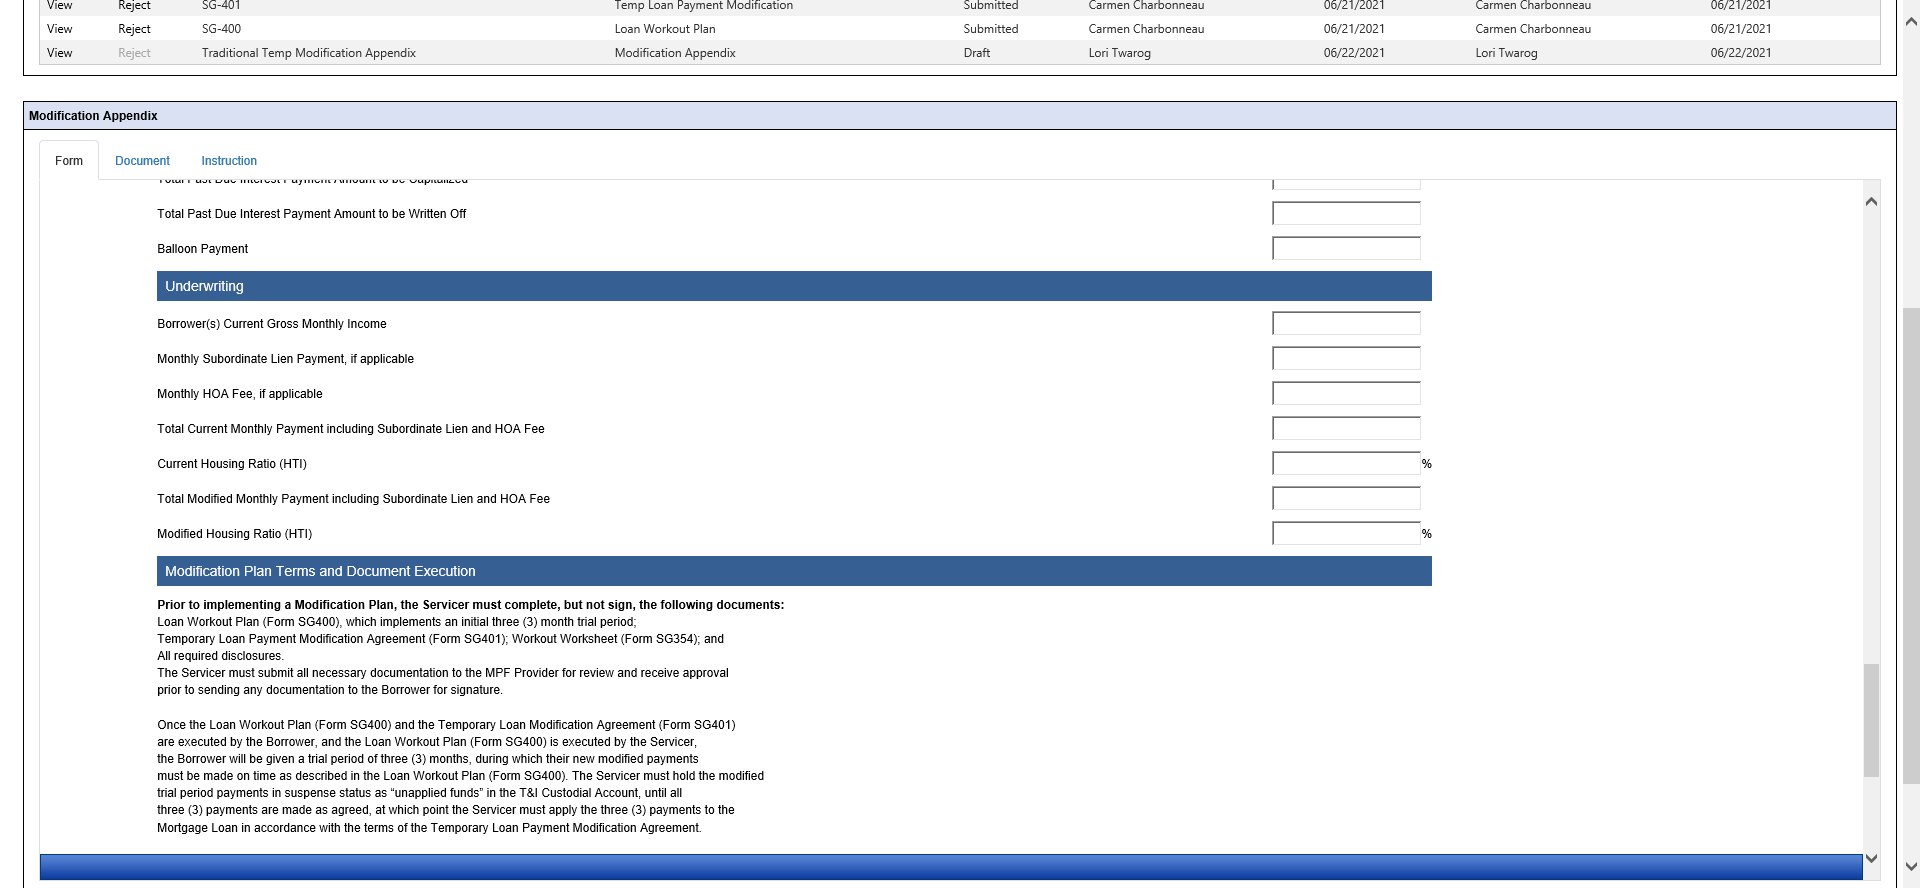 View Reject SG-401 Temp Loan Payment Modification Submitted Carmen Charbonneau 06/21/2021 Carmen Charbonneau 06/21/2021
View Reject SG-400 Loan Workout Plan Submitted Carmen Charbonneau 06/21/2021 Carmen Charbonneau 06/21/2021
View Reject Traditional Temp Modification Appendix Modification Appendix Draft Lori Twarog 06/22/2021 Lori Twarog 06/22/2021
Modification Appendix
Form Document Instruction
Total Past Due Interest Payment Amount to be Capitalized
Total Past Due Interest Payment Amount to be Written Off
Balloon Payment
Underwriting
Borrower(s) Current Gross Monthly Income
Monthly Subordinate Lien Payment, if applicable
Monthly HOA Fee, if applicable
Total Current Monthly Payment including Subordinate Lien and HOA Fee
Current Housing Ratio (HTI) %
Total Modified Monthly Payment including Subordinate Lien and HOA Fee
Modified Housing Ratio (HTI) %
Modification Plan Terms and Document Execution
Prior to implementing a Modification Plan, the Servicer must complete, but not sign, the following documents:
Loan Workout Plan (Form SG400), which implements an initial three (3) month trial period;
Temporary Loan Payment Modification Agreement (Form SG401); Workout Worksheet (Form SG354); and
All required disclosures.
The Servicer must submit all necessary documentation to the MPF Provider for review and receive approval
prior to sending any documentation to the Borrower for signature.
Once the Loan Workout Plan (Form SG400) and the Temporary Loan Modification Agreement (Form SG401)
are executed by the Borrower, and the Loan Workout Plan (Form SG400) is executed by the Servicer,
the Borrower will be given a trial period of three (3) months, during which their new modified payments
must be made on time as described in the Loan Workout Plan (Form SG400). The Servicer must hold the modified
trial period payments in suspense status as “unapplied funds” in the T&I Custodial Account, until all
three (3) payments are made as agreed, at which point the Servicer must apply the three (3) payments to the
Mortgage Loan in accordance with the terms of the Temporary Loan Payment Modification Agreement.